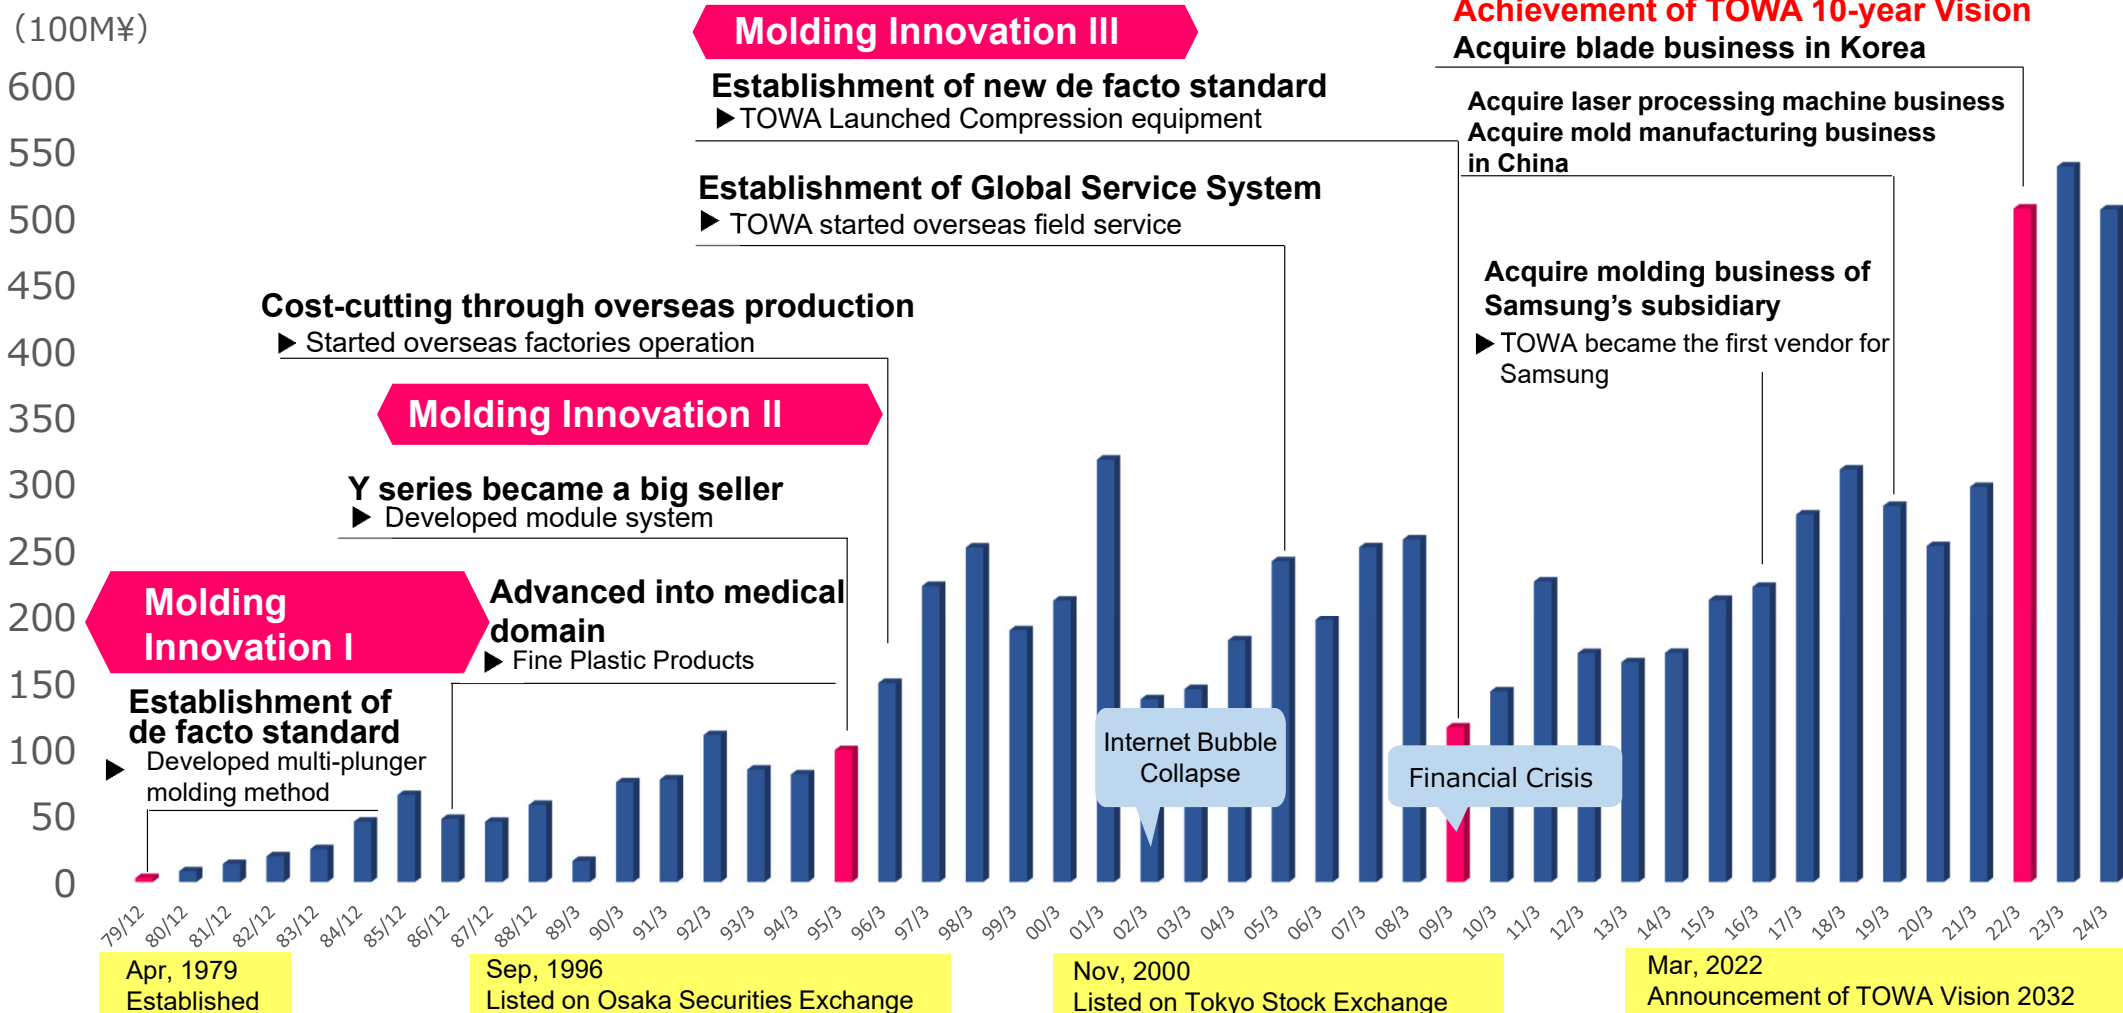 （100M¥）
600
550
500
450
400
350
300
250
200
150
100
50
0
Molding Innovation III
Establishment of new de facto standard
▶TOWA Launched Compression equipment
Establishment of Global Service System
▶ TOWA started overseas field service
Achievement of TOWA 10-year Vision
Acquire blade business in Korea
Acquire laser processing machine business
Acquire mold manufacturing business
in China
Acquire molding business of
Samsung’s subsidiary
▶TOWA became the first vendor for
Samsung
Cost-cutting through overseas production
▶ Started overseas factories operation
Molding Innovation II
Y series became a big seller
▶ Developed module system
Advanced into medical
domain
▶ Fine Plastic Products
Molding
Innovation I
Establishment of
de facto standard
▶ Developed multi-plunger
molding method
Internet Bubble
Collapse
Financial Crisis
79/12
80/12
81/12
82/12
83/12
84/12
85/12
86/12
87/12
88/12
89/3
90/3
91/3
92/3
93/3
94/3
95/3
96/3
97/3
98/3
99/3
00/3
01/3
02/3
03/3
04/3
05/3
06/3
07/3
08/3
09/3
10/3
11/3
12/3
13/3
14/3
15/3
16/3
17/3
18/3
19/3
20/3
21/3
22/3
23/3
24/3
Apr, 1979
Established
Sep, 1996
Listed on Osaka Securities Exchange
Nov, 2000
Listed on Tokyo Stock Exchange
Mar, 2022
Announcement of TOWA Vision 2032